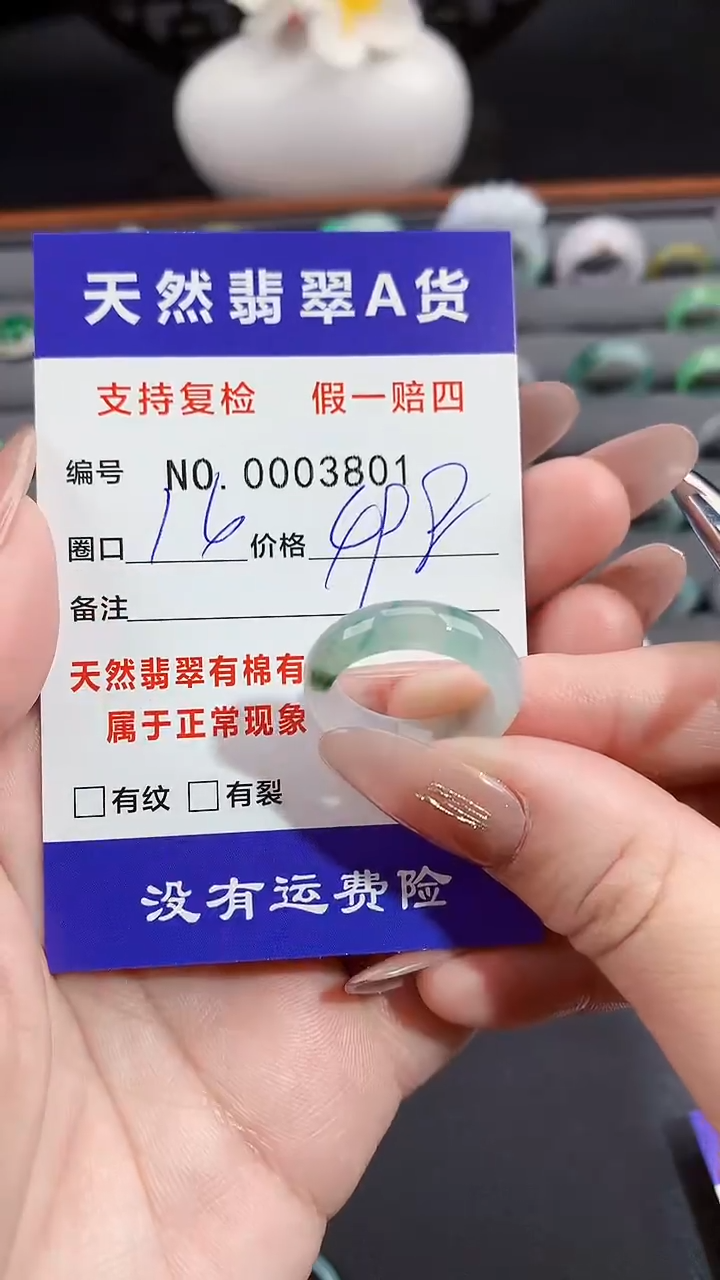 天然翡翠A货
支持复检 假一赔四
编号 NO. 0003801
圈口 16 价格 498
备注
天然翡翠有棉有
属于正常现象
□有纹 □有裂
没有运费险